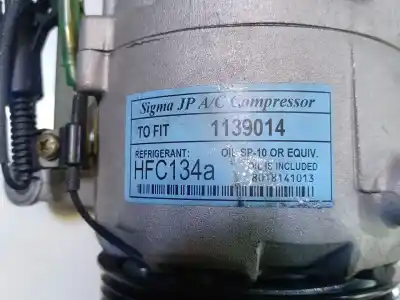 Sigma JP A/C Compressor
TO FIT 1139014
REFRIGERANT: OIL SP-10 OR EQUIV.
HFC134a OIL IS INCLUDED
8018141013